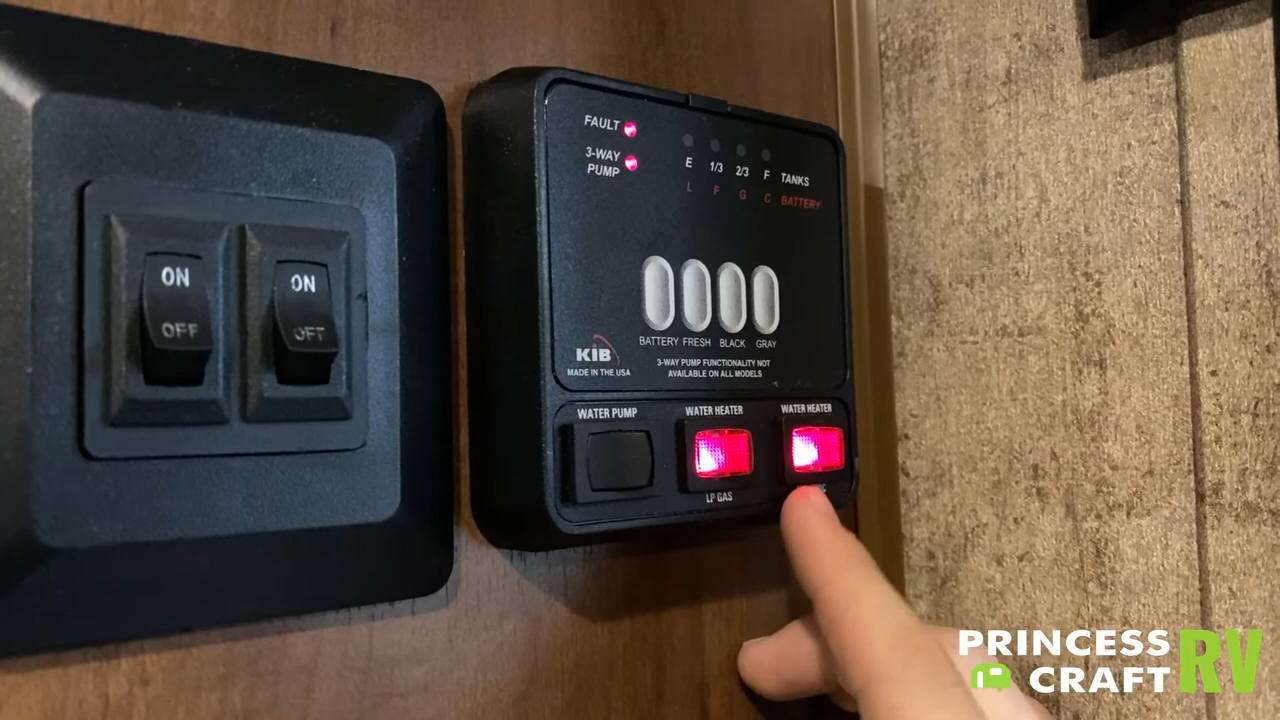 ON
OFF
ON
OFF
FAULT
3-WAY
PUMP
E 1/3 2/3 F TANKS
L F G C BATTERY
BATTERY FRESH BLACK GRAY
KIB
MADE IN THE USA
3-WAY PUMP FUNCTIONALITY NOT
AVAILABLE ON ALL MODELS
WATER PUMP
WATER HEATER
LP GAS
WATER HEATER
PRINCESS
CRAFT
RV